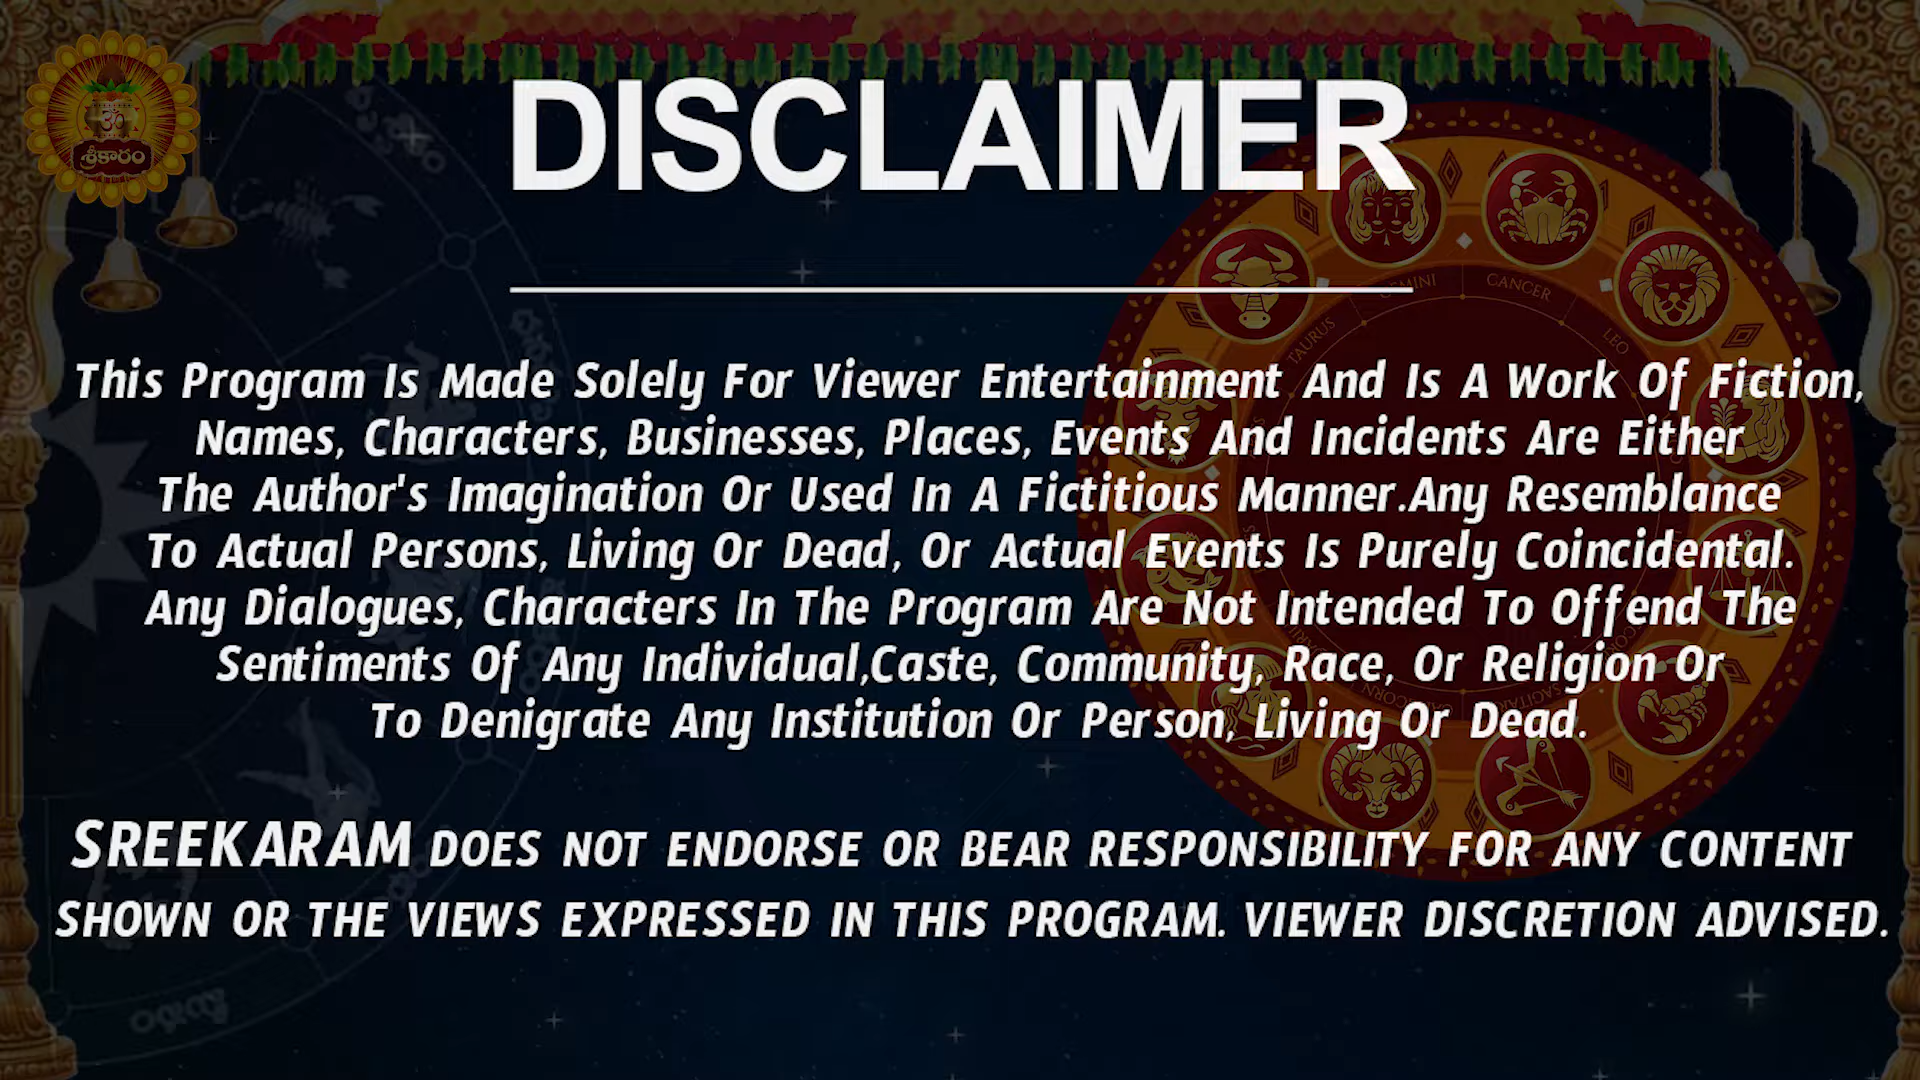 శ్రీకారం
DISCLAIMER
GEMINI
CANCER
TAURUS
LEO
This Program Is Made Solely For Viewer Entertainment And Is A Work Of Fiction,
Names, Characters, Businesses, Places, Events And Incidents Are Either
The Author's Imagination Or Used In A Fictitious Manner.Any Resemblance
To Actual Persons, Living Or Dead, Or Actual Events Is Purely Coincidental.
Any Dialogues, Characters In The Program Are Not Intended To Offend The
Sentiments Of Any Individual,Caste, Community, Race, Or Religion Or
To Denigrate Any Institution Or Person, Living Or Dead.
SREEKARAM DOES NOT ENDORSE OR BEAR RESPONSIBILITY FOR ANY CONTENT
SHOWN OR THE VIEWS EXPRESSED IN THIS PROGRAM. VIEWER DISCRETION ADVISED.